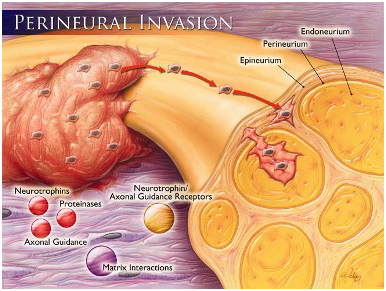 PERINEURAL INVASION
Endoneurium
Perineurium
Epineurium
Neurotrophins
Proteinases
Axonal Guidance
Neurotrophin/
Axonal Guidance Receptors
Matrix Interactions